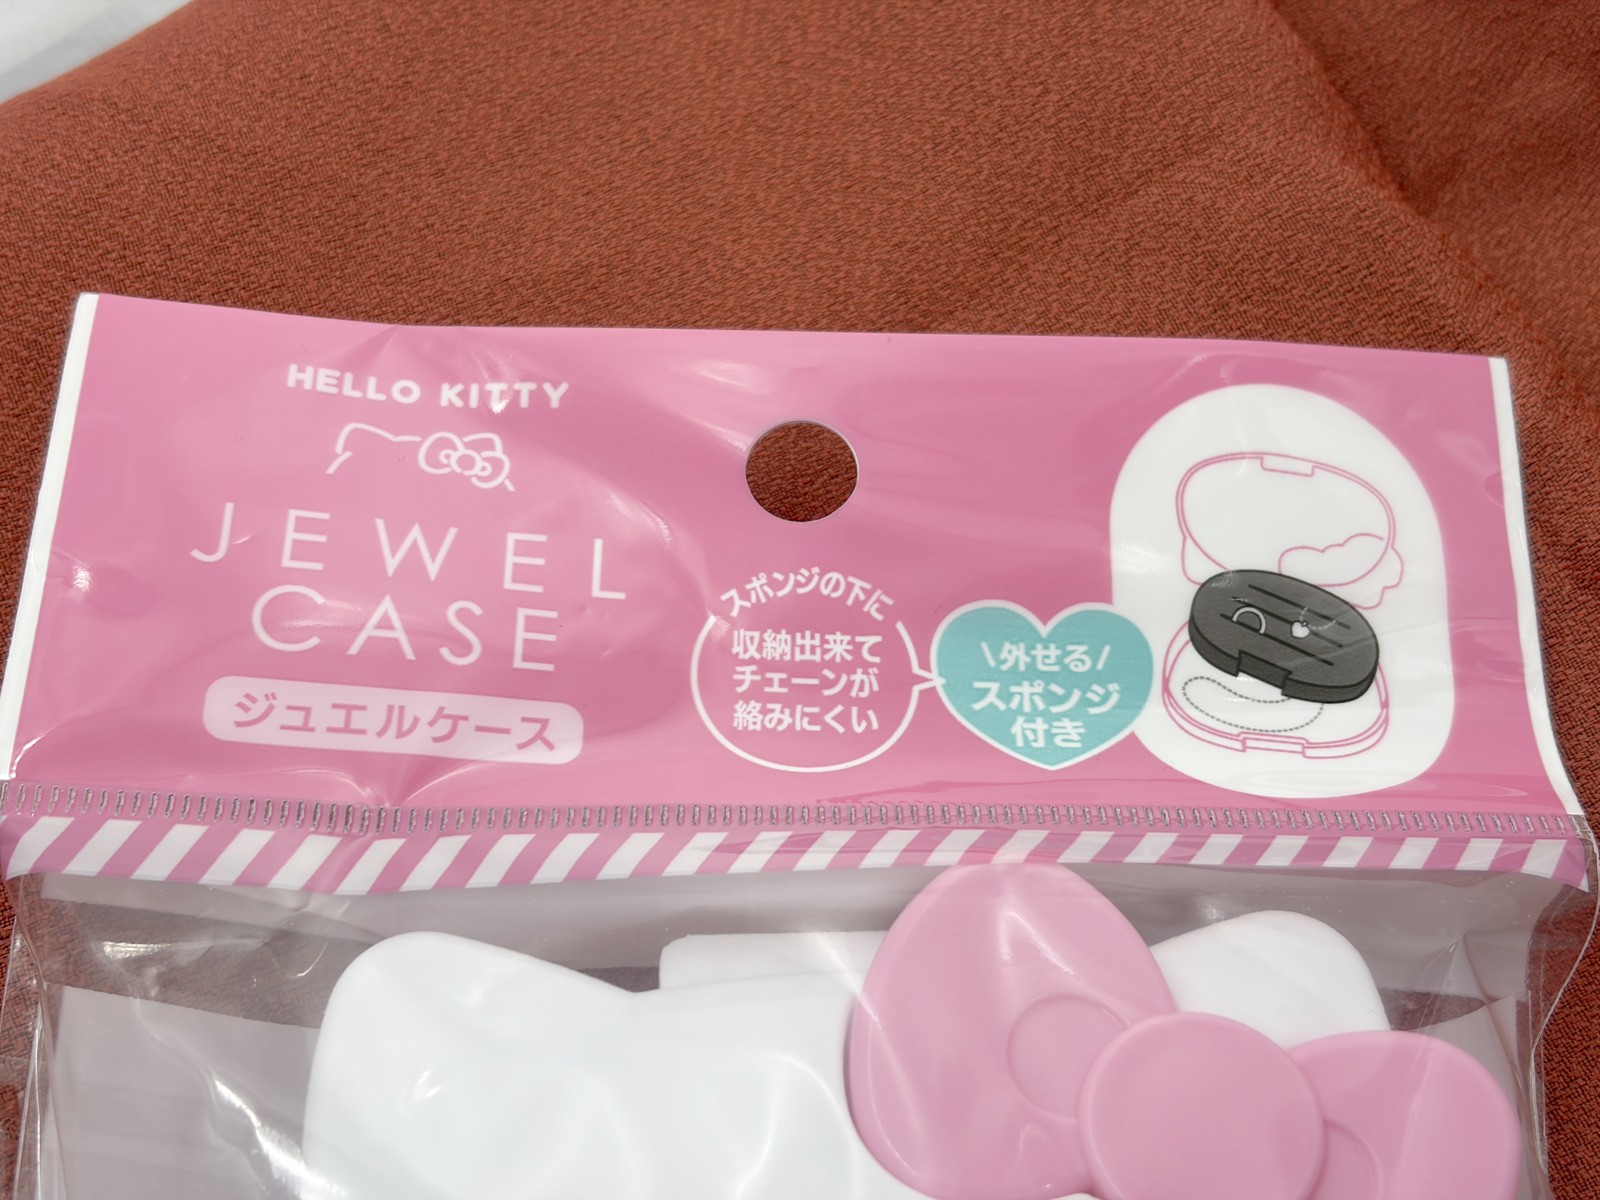 HELLO KITTY
JEWEL
CASE
ジュエルケース
スポンジの下に
収納出来て
チェーンが
絡みにくい
\外せる/
スポンジ
付き